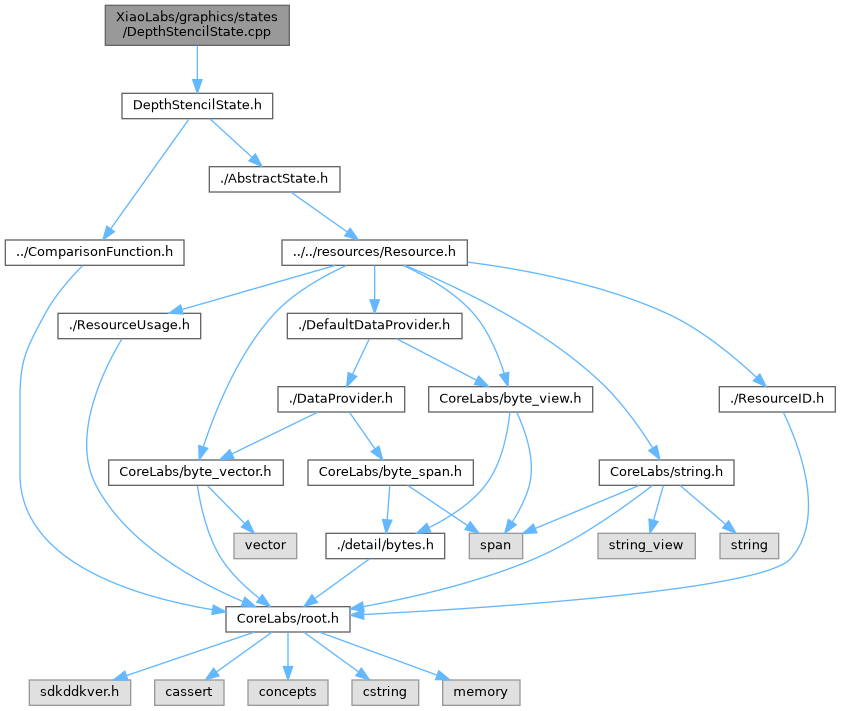 XiaoLabs/graphics/states
/DepthStencilState.cpp
DepthStencilState.h
./AbstractState.h
../ComparisonFunction.h
../../resources/Resource.h
./ResourceUsage.h
./DefaultDataProvider.h
./DataProvider.h
CoreLabs/byte_view.h
./ResourceID.h
CoreLabs/byte_vector.h
CoreLabs/byte_span.h
CoreLabs/string.h
vector
./detail/bytes.h
span
string_view
string
CoreLabs/root.h
sdkddkver.h
cassert
concepts
cstring
memory